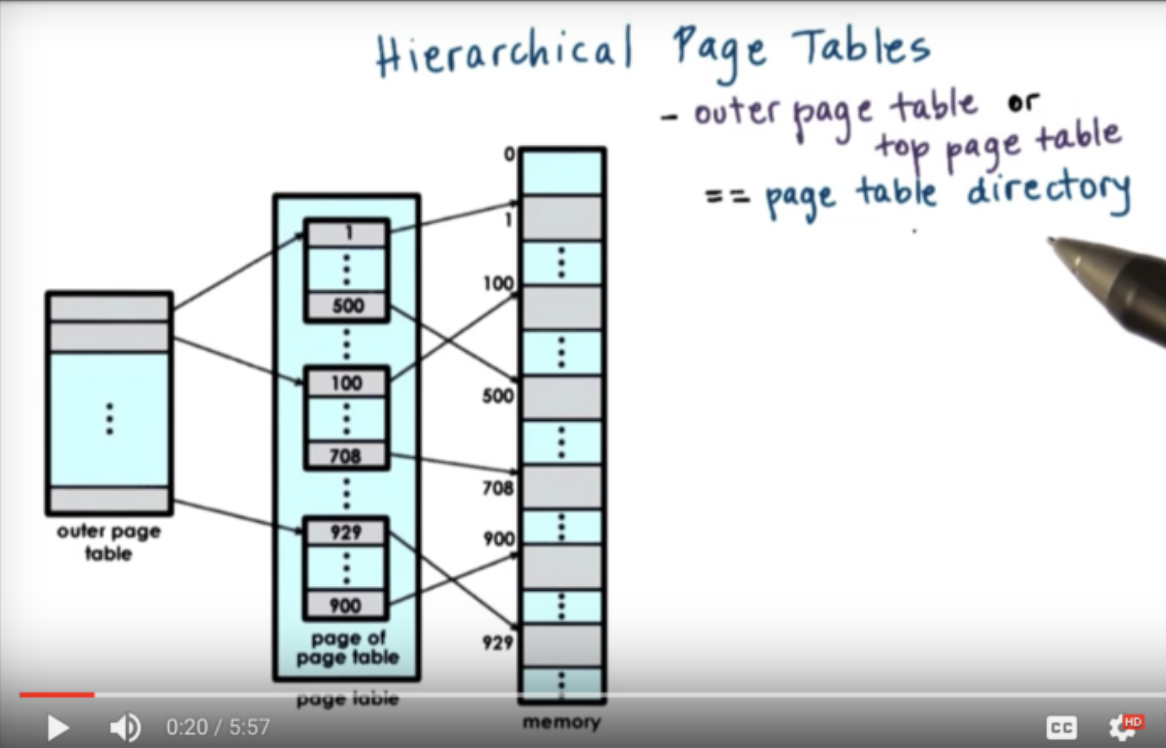 Hierarchical Page Tables
- outer page table or
top page table
== page table directory
outer page
table
1
500
100
708
929
900
page of
page table
page table
0
1
100
500
708
900
929
memory
0:20 / 5:57
CC
HD